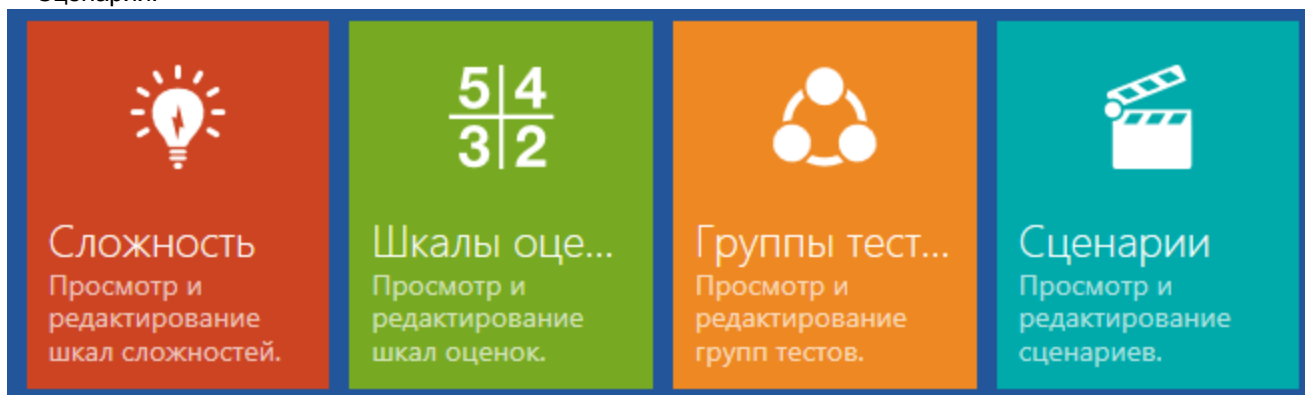 5 4
3 2
Сложность
Просмотр и
редактирование
шкал сложностей.
Шкалы оце...
Просмотр и
редактирование
шкал оценок.
Группы тест...
Просмотр и
редактирование
групп тестов.
Сценарии
Просмотр и
редактирование
сценариев.